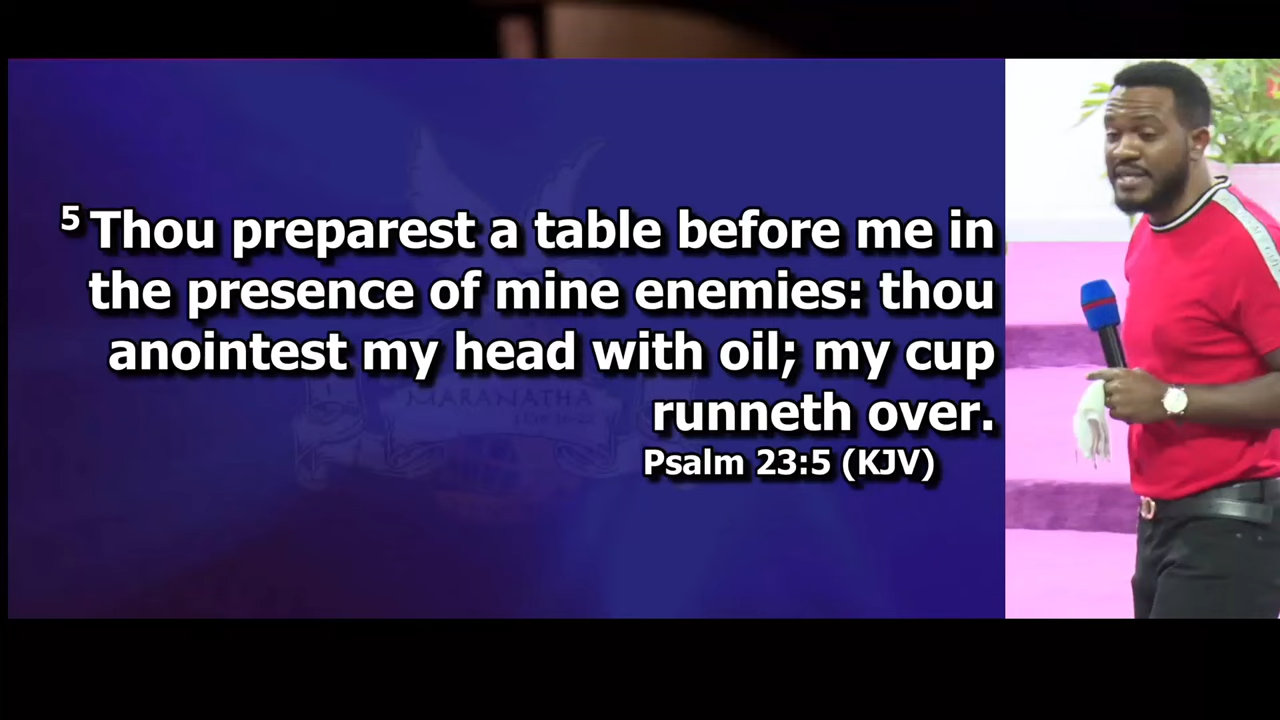 5 Thou preparest a table before me in
the presence of mine enemies: thou
anointest my head with oil; my cup
runneth over.
Psalm 23:5 (KJV)
MARANATHA